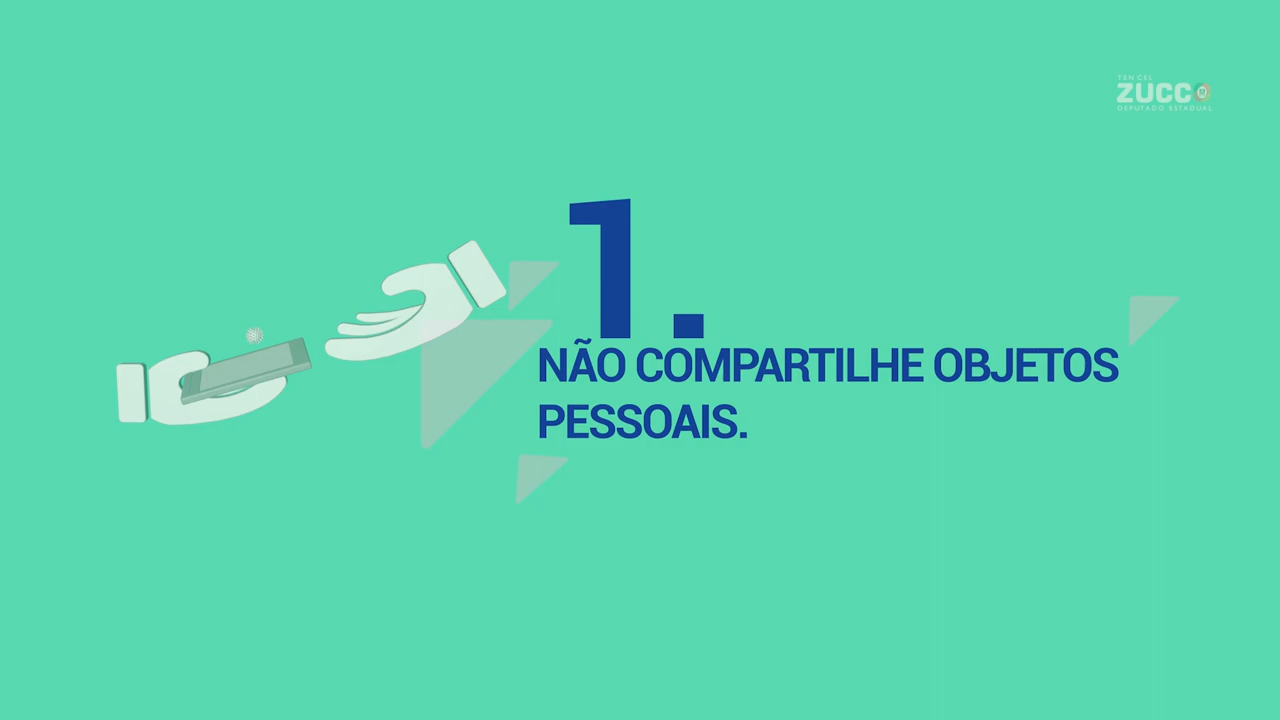 TEN CEL
ZUCCO
DEPUTADO ESTADUAL
1.
NÃO COMPARTILHE OBJETOS
PESSOAIS.